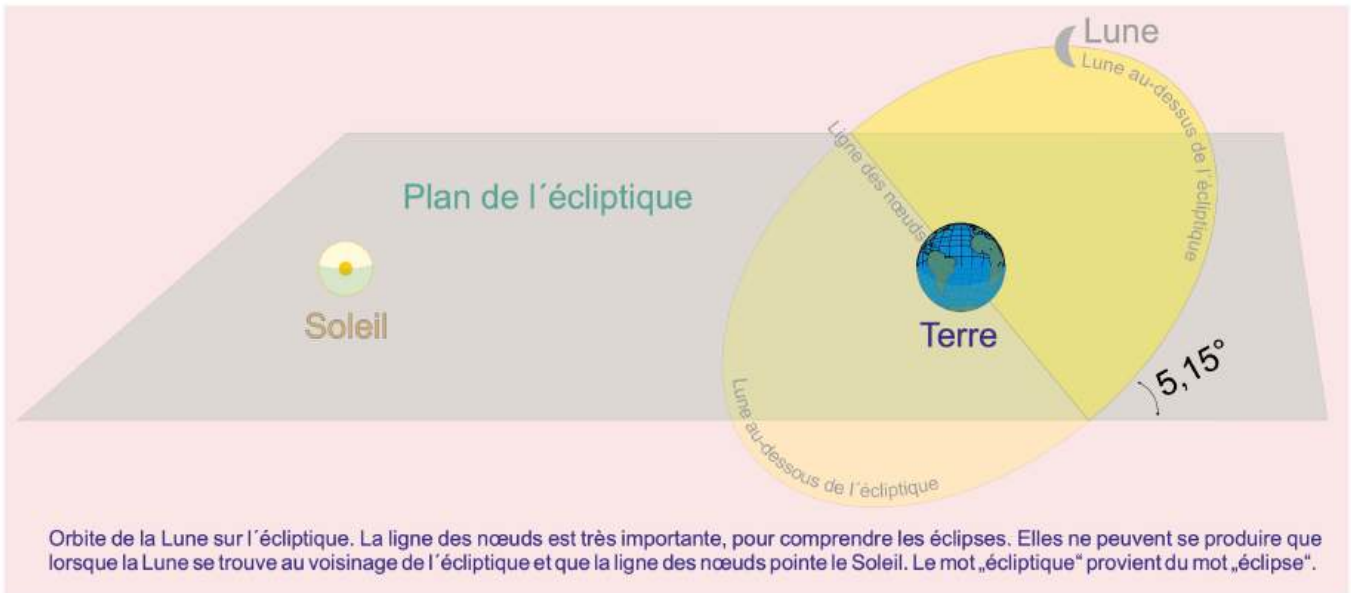 Lune
Lune au-dessus de l´écliptique
Ligne des nœuds
Plan de l´écliptique
Soleil
Terre
5,15°
Lune au-dessous de l´écliptique
Orbite de la Lune sur l´écliptique. La ligne des nœuds est très importante, pour comprendre les éclipses. Elles ne peuvent se produire que
lorsque la Lune se trouve au voisinage de l´écliptique et que la ligne des nœuds pointe le Soleil. Le mot „écliptique“ provient du mot „éclipse“.